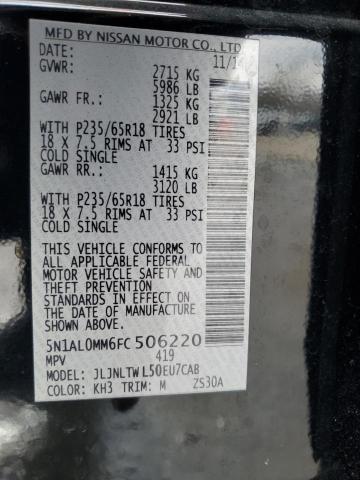 MFD BY NISSAN MOTOR CO., LTD.
DATE: 11/14
GVWR: 2715 KG
5986 LB
GAWR FR: 1325 KG
2921 LB
WITH P235/65R18 TIRES
18 X 7.5 RIMS AT 33 PSI
COLD SINGLE
GAWR RR: 1415 KG
3120 LB
WITH P235/65R18 TIRES
18 X 7.5 RIMS AT 33 PSI
COLD SINGLE
THIS VEHICLE CONFORMS TO
ALL APPLICABLE FEDERAL
MOTOR VEHICLE SAFETY AND
THEFT PREVENTION
STANDARDS IN EFFECT ON
THE DATE OF MANUFACTURE
SHOWN ABOVE.
5N1AL0MM6FC506220
MPV 419
MODEL: JLJNLTWL50EU7CAB
COLOR: KH3 TRIM: M ZS30A